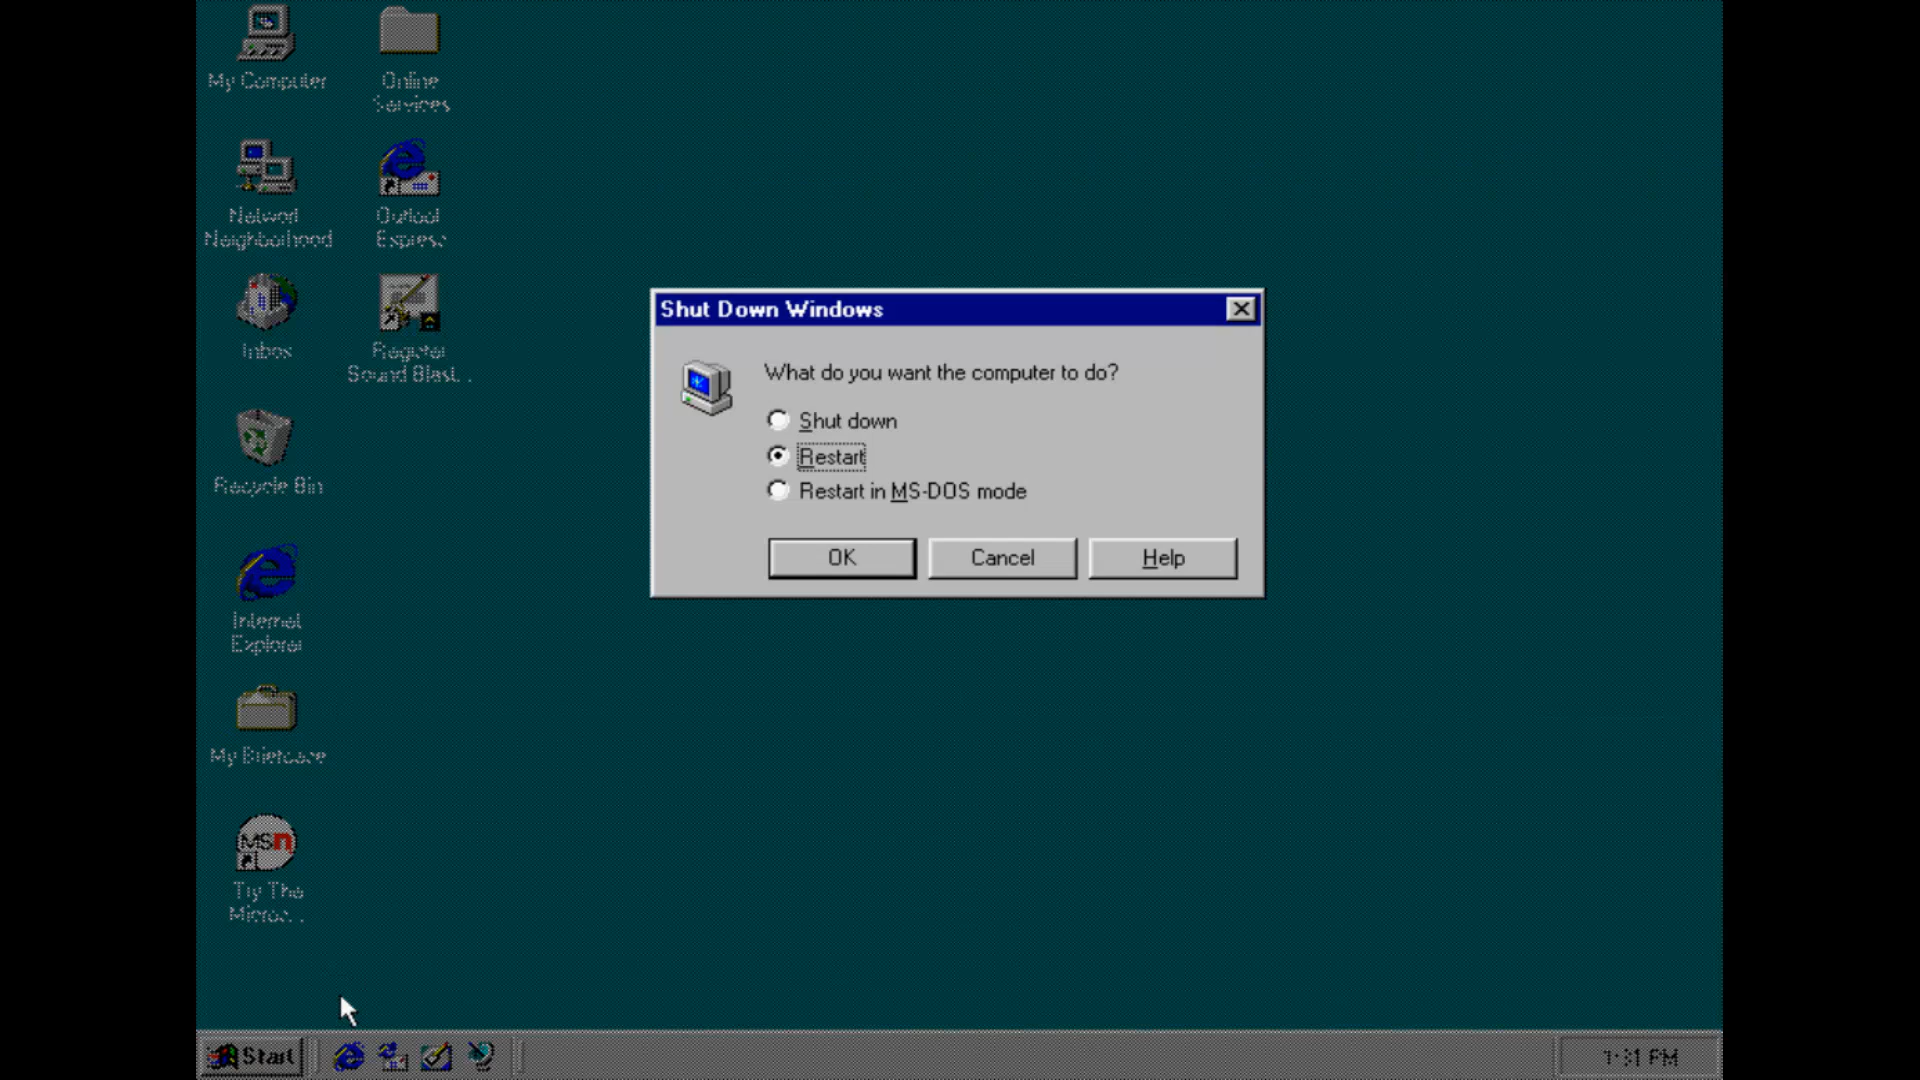 My Computer
Online
Services
Network
Neighborhood
Outlook
Express
Inbox
Register
Sound Blast...
Recycle Bin
Internet
Explorer
My Briefcase
MSn
Try The
Micros...
Shut Down Windows
What do you want the computer to do?
Shut down
Restart
Restart in MS-DOS mode
OK
Cancel
Help
Start
7:31 PM